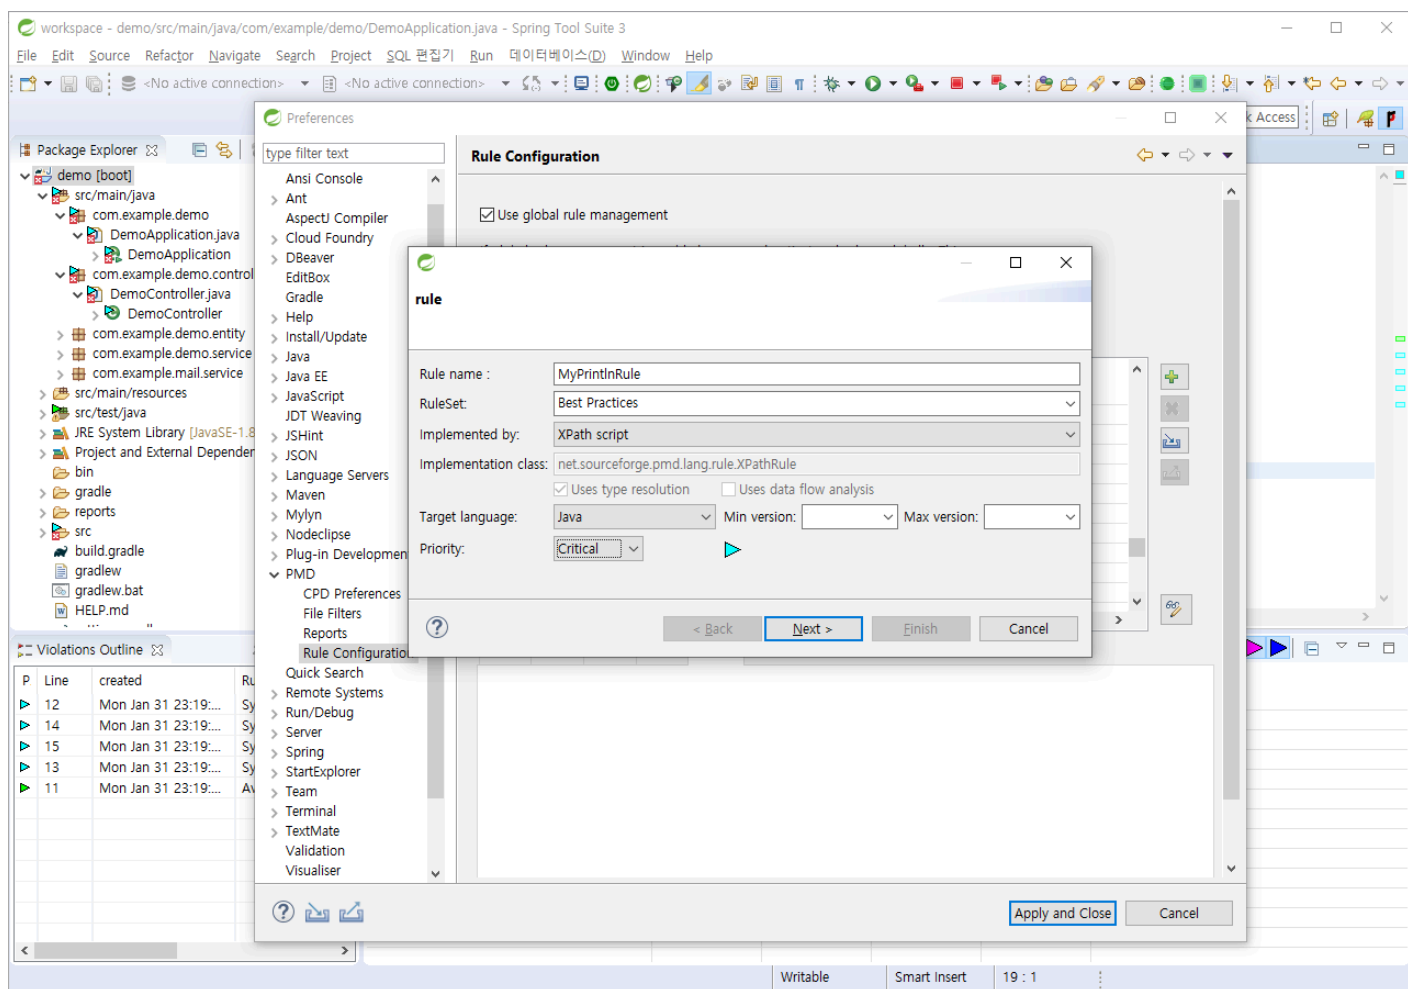 workspace - demo/src/main/java/com/example/demo/DemoApplication.java - Spring Tool Suite 3
File Edit Source Refactor Navigate Search Project SQL 편집기 Run 데이터베이스(D) Window Help
<No active connection> <No active connection>
Access
Package Explorer
demo [boot]
src/main/java
com.example.demo
DemoApplication.java
DemoApplication
com.example.demo.control
DemoController.java
DemoController
com.example.demo.entity
com.example.demo.service
com.example.mail.service
src/main/resources
src/test/java
JRE System Library [JavaSE-1.8
Project and External Depender
bin
gradle
reports
src
build.gradle
gradlew
gradlew.bat
HELP.md
Violations Outline
P Line created Ru
12 Mon Jan 31 23:19:... Sy
14 Mon Jan 31 23:19:... Sy
15 Mon Jan 31 23:19:... Sy
13 Mon Jan 31 23:19:... Sy
11 Mon Jan 31 23:19:... Av
Preferences
type filter text
Ansi Console
Ant
AspectJ Compiler
Cloud Foundry
DBeaver
EditBox
Gradle
Help
Install/Update
Java
Java EE
JavaScript
JDT Weaving
JSHint
JSON
Language Servers
Maven
Mylyn
Nodeclipse
Plug-in Developmen
PMD
CPD Preferences
File Filters
Reports
Rule Configuration
Quick Search
Remote Systems
Run/Debug
Server
Spring
StartExplorer
Team
Terminal
TextMate
Validation
Visualiser
Rule Configuration
Use global rule management
rule
Rule name : MyPrintlnRule
RuleSet: Best Practices
Implemented by: XPath script
Implementation class: net.sourceforge.pmd.lang.rule.XPathRule
Uses type resolution Uses data flow analysis
Target language: Java Min version: Max version:
Priority: Critical
< Back Next > Finish Cancel
Apply and Close Cancel
Writable Smart Insert 19 : 1